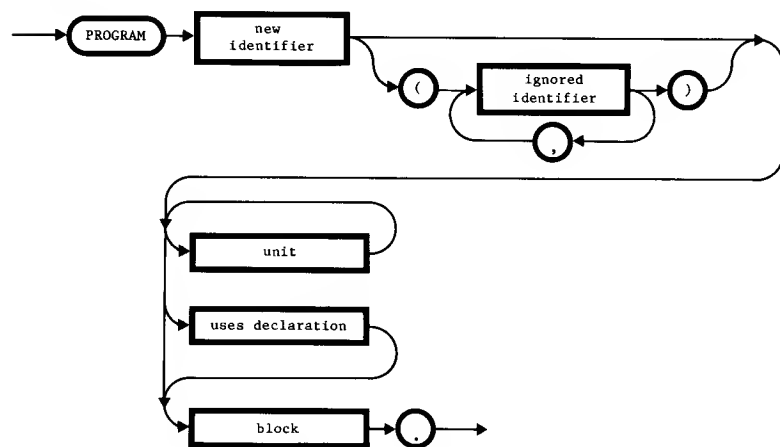 PROGRAM
new
identifier
(
ignored
identifier
)
,
unit
uses declaration
block
.